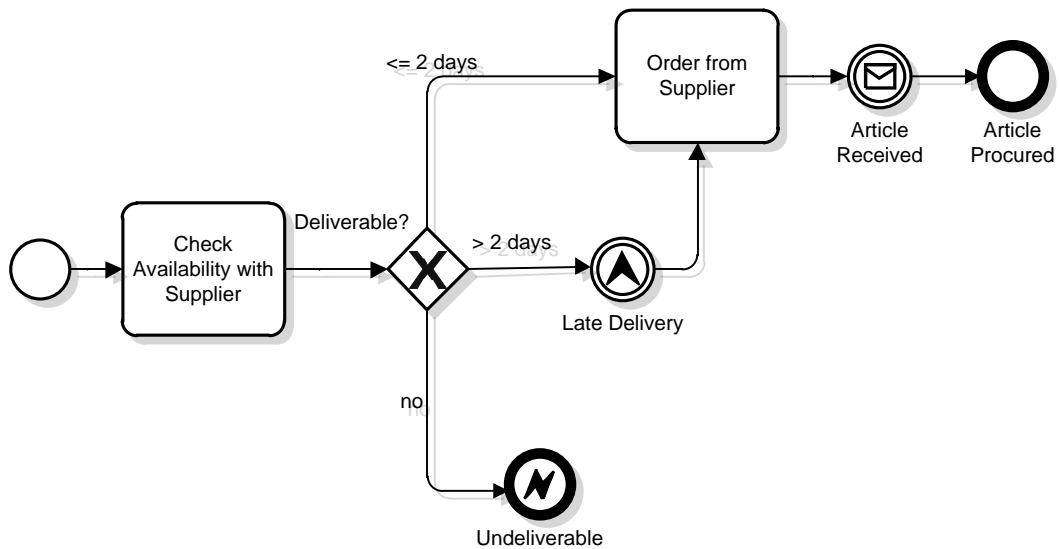 <= 2 days
Order from
Supplier
Article
Received
Article
Procured
Deliverable?
Check
Availability with
Supplier
> 2 days
Late Delivery
no
Undeliverable